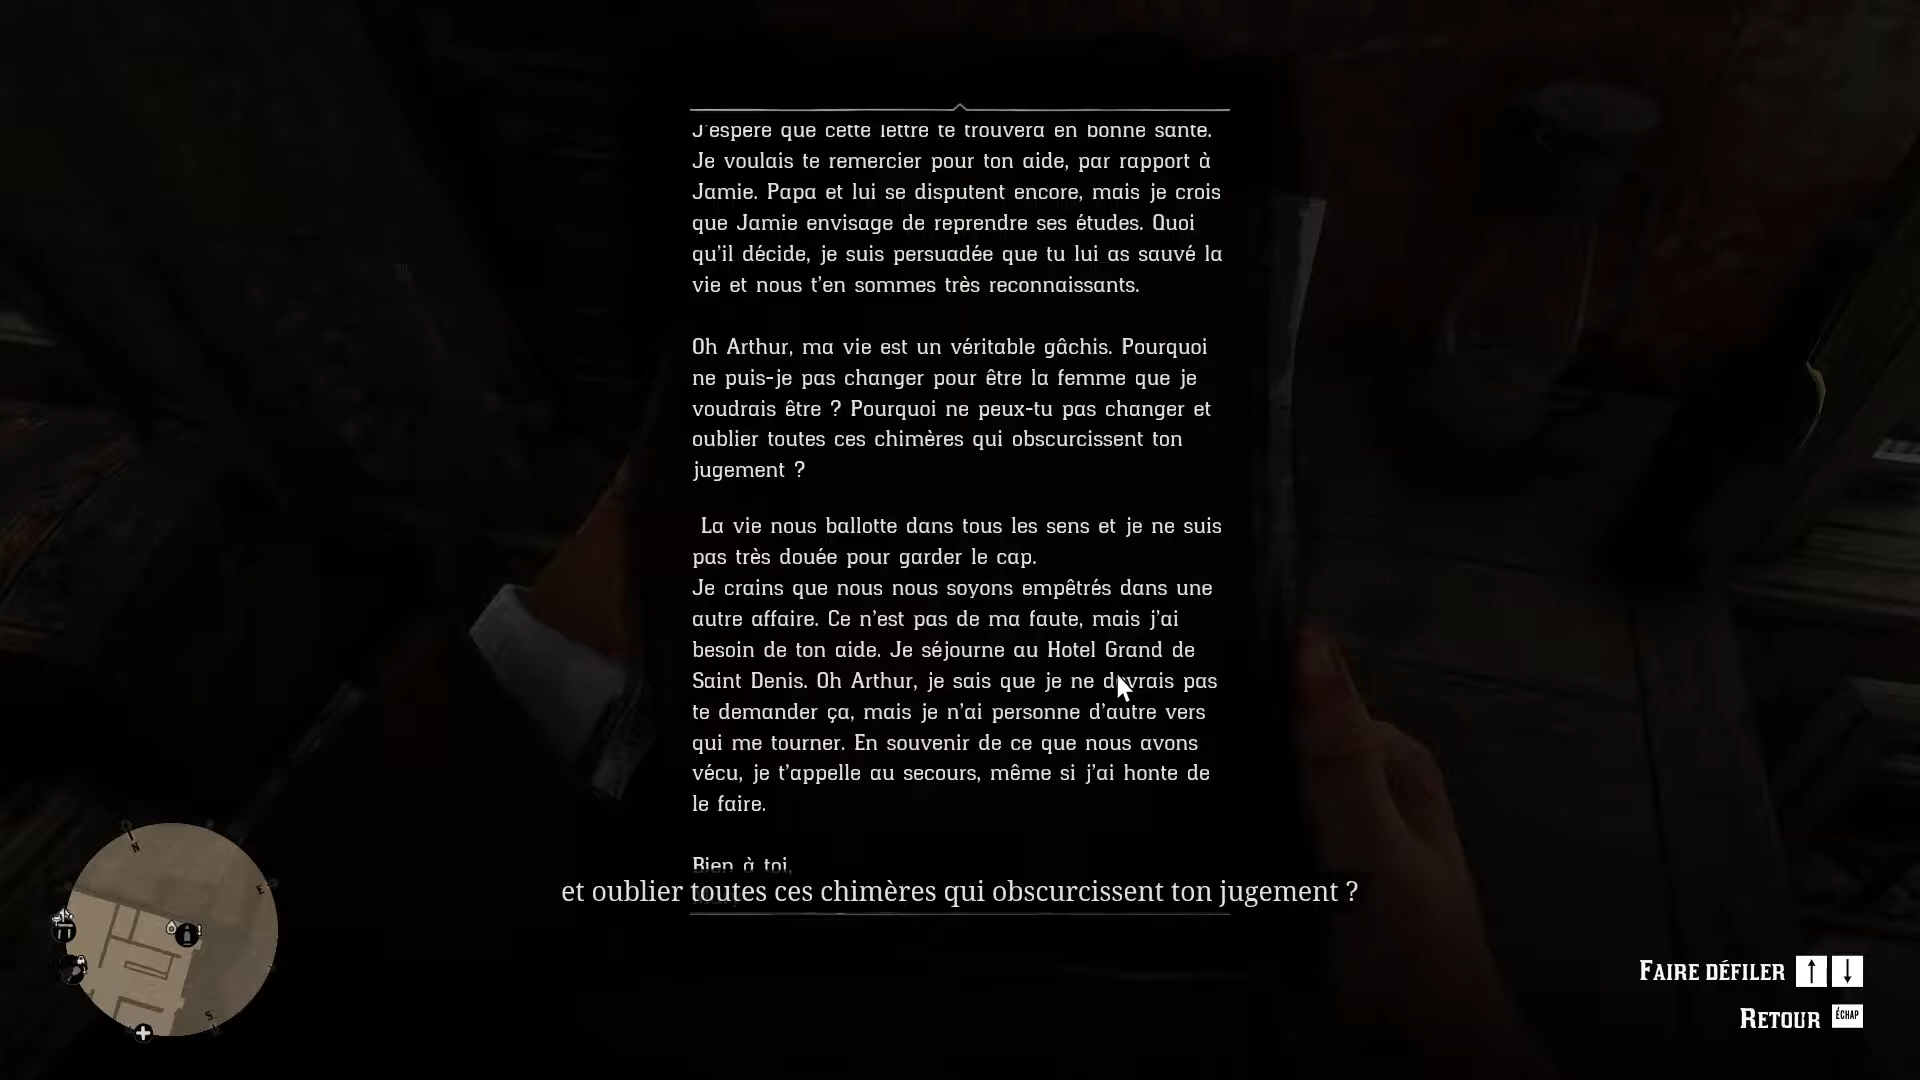 J'espère que cette lettre te trouvera en bonne santé.
Je voulais te remercier pour ton aide, par rapport à
Jamie. Papa et lui se disputent encore, mais je crois
que Jamie envisage de reprendre ses études. Quoi
qu'il décide, je suis persuadée que tu lui as sauvé la
vie et nous t'en sommes très reconnaissants.
Oh Arthur, ma vie est un véritable gâchis. Pourquoi
ne puis-je pas changer pour être la femme que je
voudrais être ? Pourquoi ne peux-tu pas changer et
oublier toutes ces chimères qui obscurcissent ton
jugement ?
La vie nous ballotte dans tous les sens et je ne suis
pas très douée pour garder le cap.
Je crains que nous nous soyons empêtrés dans une
autre affaire. Ce n'est pas de ma faute, mais j'ai
besoin de ton aide. Je séjourne au Hotel Grand de
Saint Denis. Oh Arthur, je sais que je ne devrais pas
te demander ça, mais je n'ai personne d'autre vers
qui me tourner. En souvenir de ce que nous avons
vécu, je t'appelle au secours, même si j'ai honte de
le faire.
Bien à toi,
et oublier toutes ces chimères qui obscurcissent ton jugement ?
N
E
S
FAIRE DÉFILER ↑ ↓
RETOUR ÉCHAP